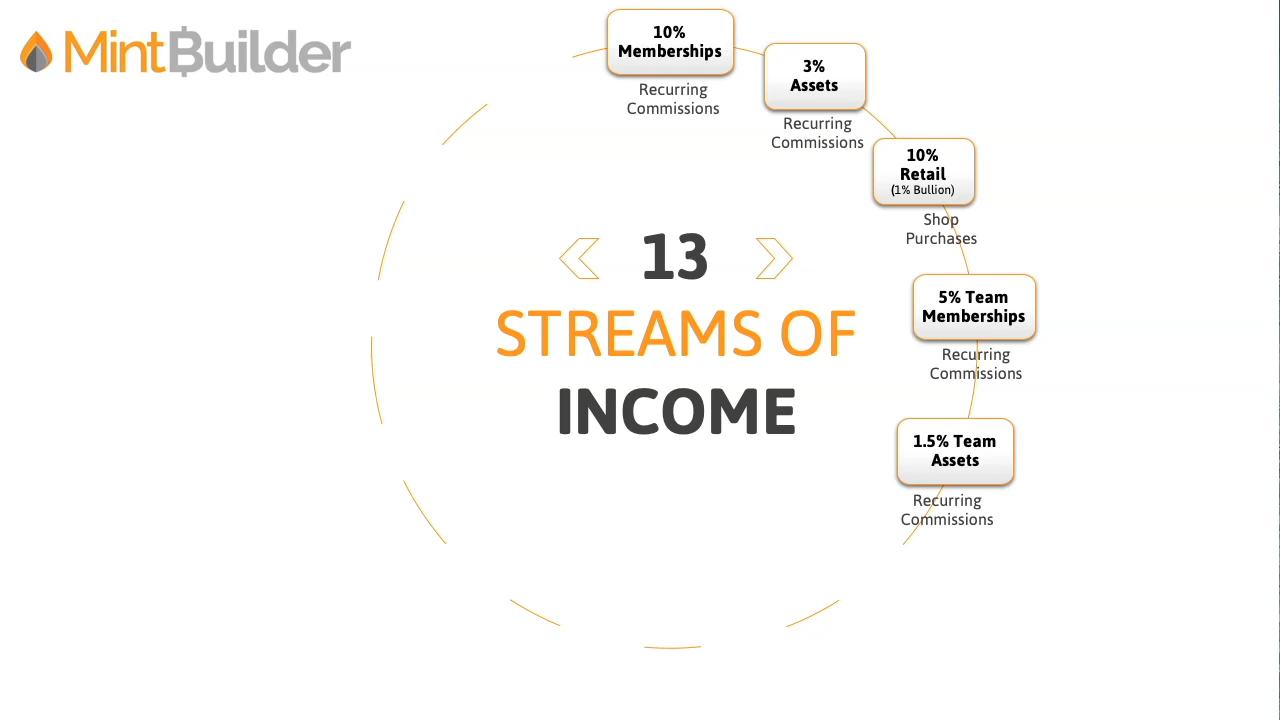 MintBuilder
10%
Memberships
Recurring
Commissions
3%
Assets
Recurring
Commissions
10%
Retail
(1% Bullion)
Shop
Purchases
5% Team
Memberships
Recurring
Commissions
1.5% Team
Assets
Recurring
Commissions
13
STREAMS OF
INCOME